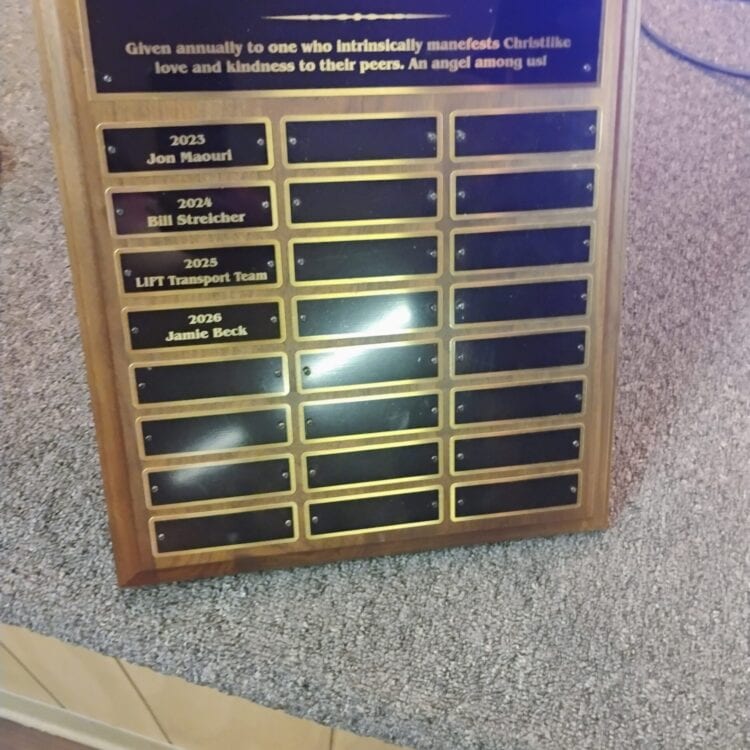 Given annually to one who intrinsically manefests Christlike
love and kindness to their peers. An angel among us!
2023
Jon Maouri
2024
Bill Streicher
2025
LIFT Transport Team
2026
Jamie Beck